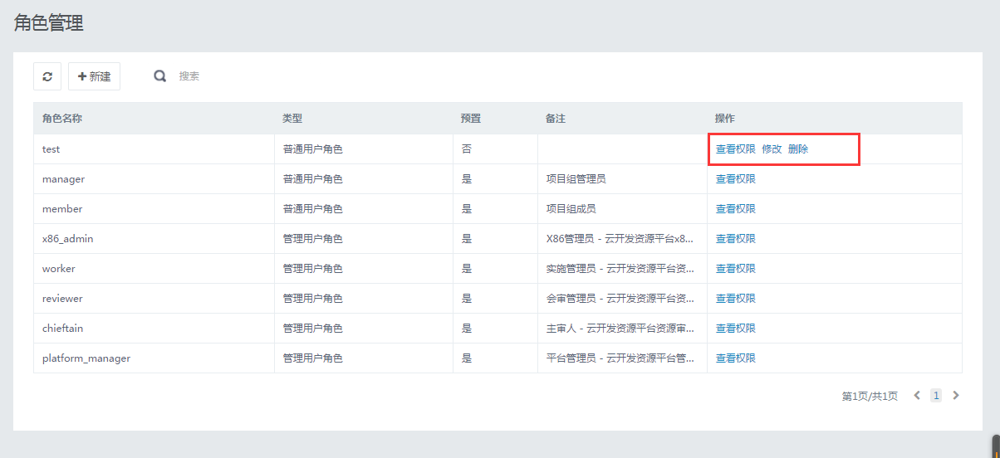 角色管理
新建 搜索
角色名称 类型 预置 备注 操作
test 普通用户角色 否 查看权限 修改 删除
manager 普通用户角色 是 项目组管理员 查看权限
member 普通用户角色 是 项目组成员 查看权限
x86_admin 管理用户角色 是 X86管理员 - 云开发资源平台x8... 查看权限
worker 管理用户角色 是 实施管理员 - 云开发资源平台资... 查看权限
reviewer 管理用户角色 是 会审管理员 - 云开发资源平台资... 查看权限
chieftain 管理用户角色 是 主审人 - 云开发资源平台资源审... 查看权限
platform_manager 管理用户角色 是 平台管理员 - 云开发资源平台管... 查看权限
第1页/共1页 1